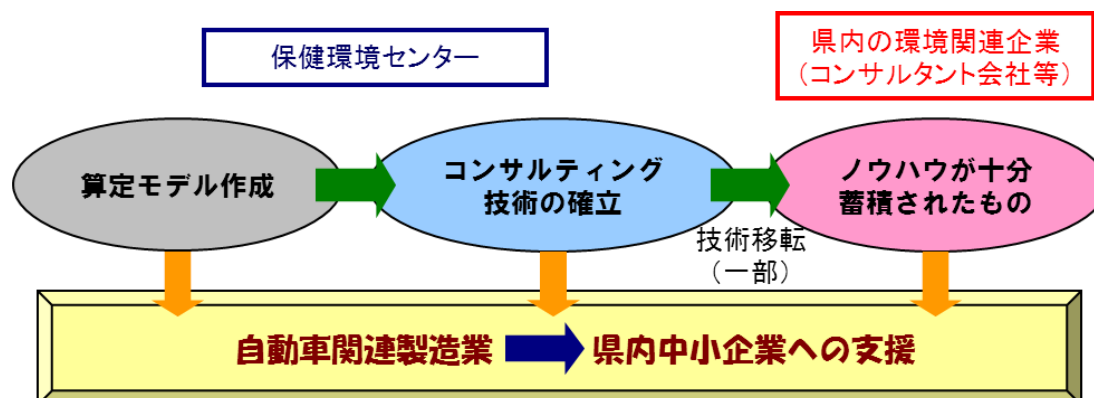 保健環境センター
県内の環境関連企業
（コンサルタント会社等）
算定モデル作成
コンサルティング
技術の確立
ノウハウが十分
蓄積されたもの
技術移転
（一部）
自動車関連製造業
県内中小企業への支援